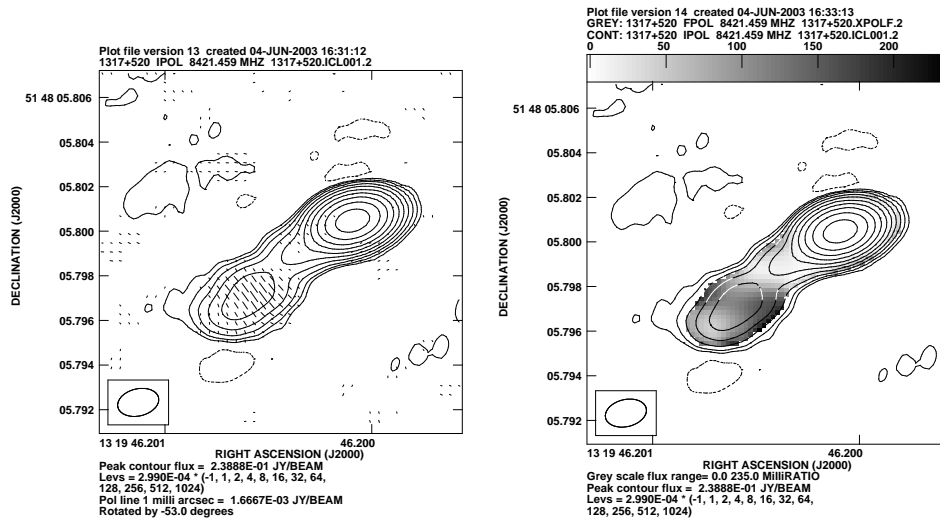 Plot file version 13 created 04-JUN-2003 16:31:12
1317+520 IPOL 8421.459 MHZ 1317+520.ICL001.2
DECLINATION (J2000)
51 48 05.806
05.804
05.802
05.800
05.798
05.796
05.794
05.792
13 19 46.201
46.200
RIGHT ASCENSION (J2000)
Peak contour flux = 2.3888E-01 JY/BEAM
Levs = 2.990E-04 * (-1, 1, 2, 4, 8, 16, 32, 64,
128, 256, 512, 1024)
Pol line 1 milli arcsec = 1.6667E-03 JY/BEAM
Rotated by -53.0 degrees
Plot file version 14 created 04-JUN-2003 16:33:13
GREY: 1317+520 FPOL 8421.459 MHZ 1317+520.XPOLF.2
CONT: 1317+520 IPOL 8421.459 MHZ 1317+520.ICL001.2
0 50 100 150 200
DECLINATION (J2000)
51 48 05.806
05.804
05.802
05.800
05.798
05.796
05.794
05.792
13 19 46.201
46.200
RIGHT ASCENSION (J2000)
Grey scale flux range= 0.0 235.0 MilliRATIO
Peak contour flux = 2.3888E-01 JY/BEAM
Levs = 2.990E-04 * (-1, 1, 2, 4, 8, 16, 32, 64,
128, 256, 512, 1024)